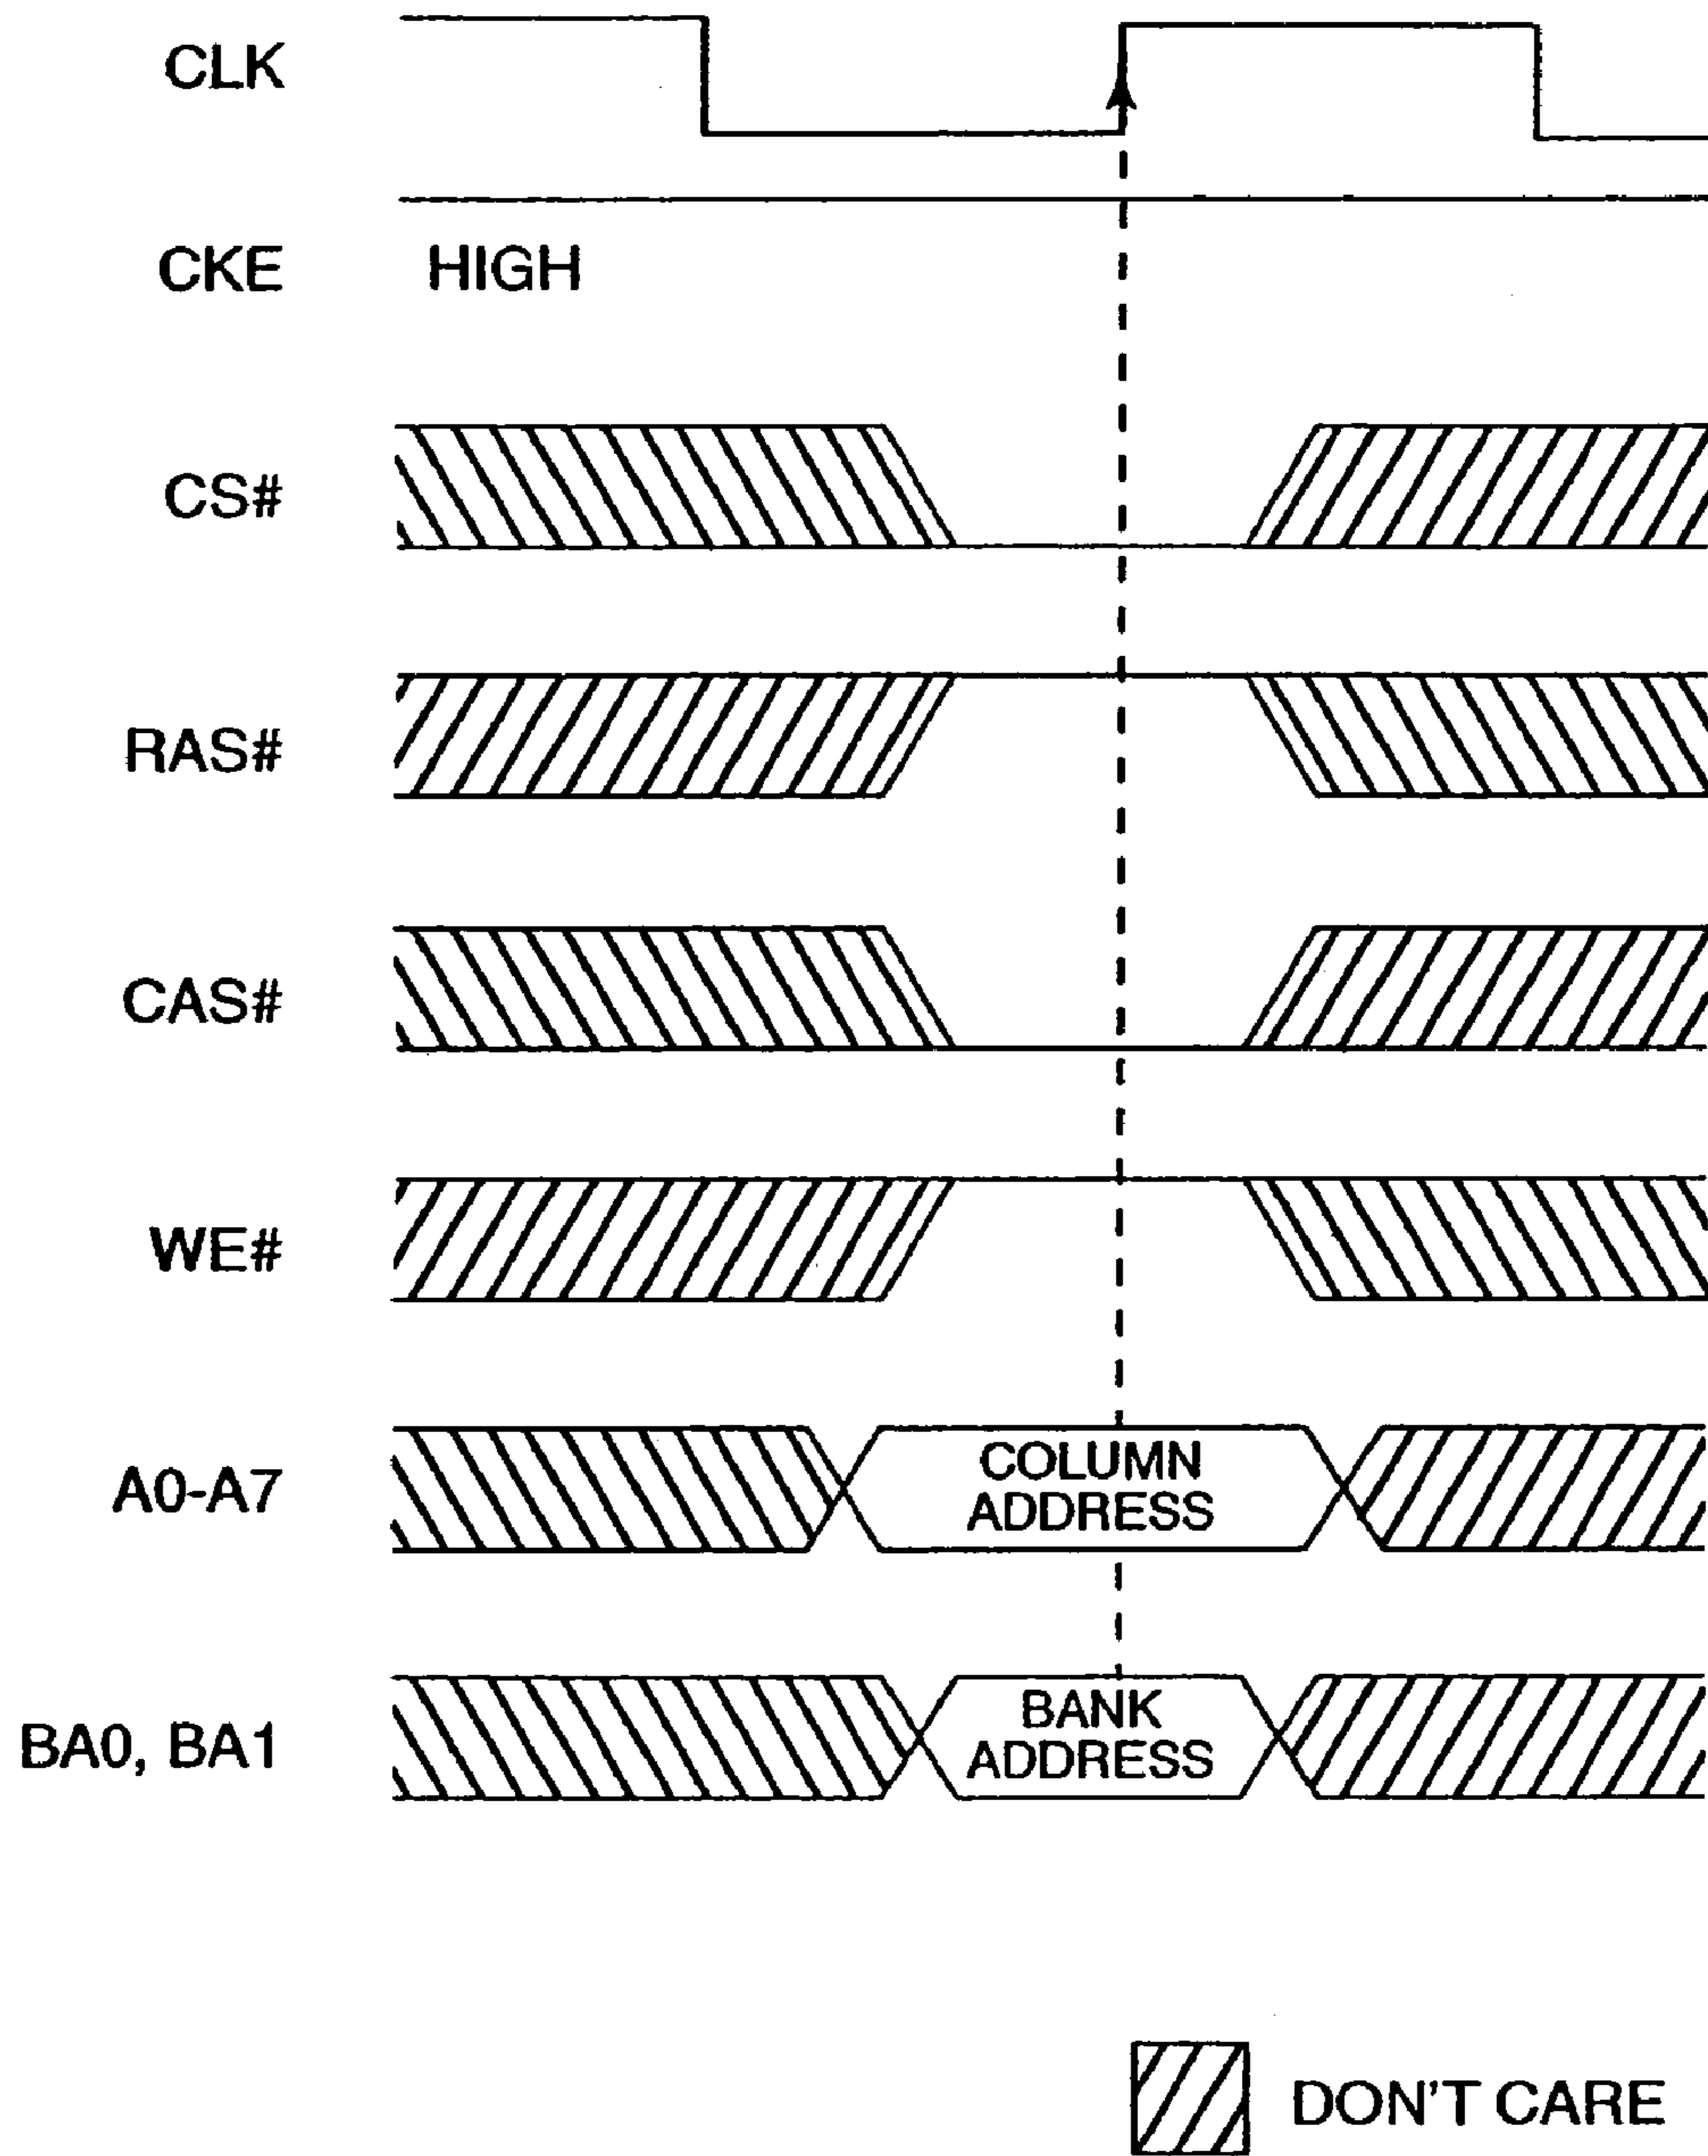 CLK
CKE HIGH
CS#
RAS#
CAS#
WE#
A0-A7 COLUMN
ADDRESS
BA0, BA1 BANK
ADDRESS
DON'T CARE